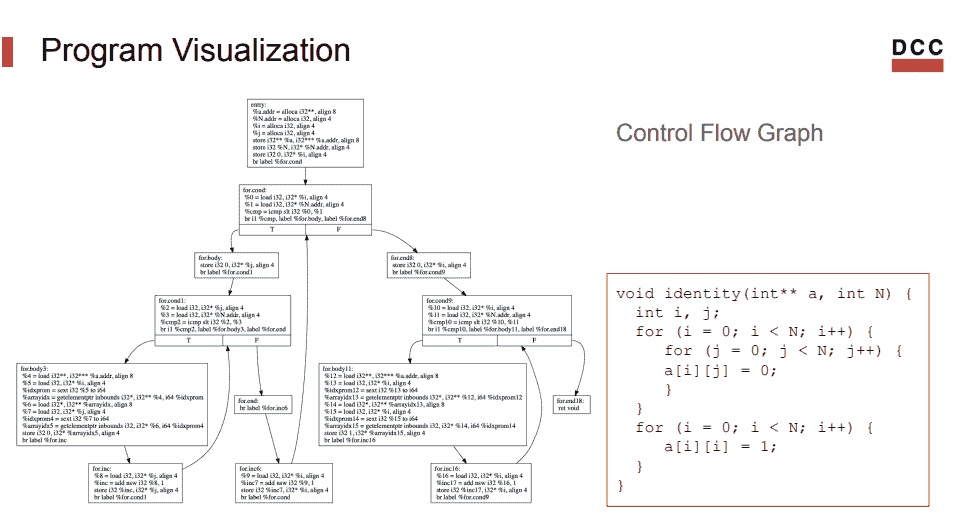 Program Visualization
DCC
Control Flow Graph
entry:
%a.addr = alloca i32**, align 8
%N.addr = alloca i32, align 4
%i = alloca i32, align 4
%j = alloca i32, align 4
store i32** %a, i32*** %a.addr, align 8
store i32 %N, i32* %N.addr, align 4
store i32 0, i32* %i, align 4
br label %for.cond
for.cond:
%0 = load i32, i32* %i, align 4
%1 = load i32, i32* %N.addr, align 4
%cmp = icmp slt i32 %0, %1
br i1 %cmp, label %for.body, label %for.end8
T F
for.body:
store i32 0, i32* %j, align 4
br label %for.cond1
for.end8:
store i32 0, i32* %i, align 4
br label %for.cond9
for.cond1:
%2 = load i32, i32* %j, align 4
%3 = load i32, i32* %N.addr, align 4
%cmp2 = icmp slt i32 %2, %3
br i1 %cmp2, label %for.body3, label %for.end
T F
for.cond9:
%10 = load i32, i32* %i, align 4
%11 = load i32, i32* %N.addr, align 4
%cmp10 = icmp slt i32 %10, %11
br i1 %cmp10, label %for.body11, label %for.end18
T F
for.body3:
%4 = load i32**, i32*** %a.addr, align 8
%5 = load i32, i32* %i, align 4
%idxprom = sext i32 %5 to i64
%arrayidx = getelementptr inbounds i32*, i32** %4, i64 %idxprom
%6 = load i32*, i32** %arrayidx, align 8
%7 = load i32, i32* %j, align 4
%idxprom4 = sext i32 %7 to i64
%arrayidx5 = getelementptr inbounds i32, i32* %6, i64 %idxprom4
store i32 0, i32* %arrayidx5, align 4
br label %for.inc
for.end:
br label %for.inc6
for.body11:
%12 = load i32**, i32*** %a.addr, align 8
%13 = load i32, i32* %i, align 4
%idxprom12 = sext i32 %13 to i64
%arrayidx13 = getelementptr inbounds i32*, i32** %12, i64 %idxprom12
%14 = load i32*, i32** %arrayidx13, align 8
%15 = load i32, i32* %i, align 4
%idxprom14 = sext i32 %15 to i64
%arrayidx15 = getelementptr inbounds i32, i32* %14, i64 %idxprom14
store i32 1, i32* %arrayidx15, align 4
br label %for.inc16
for.end18:
ret void
for.inc:
%8 = load i32, i32* %j, align 4
%inc = add nsw i32 %8, 1
store i32 %inc, i32* %j, align 4
br label %for.cond1
for.inc6:
%9 = load i32, i32* %i, align 4
%inc7 = add nsw i32 %9, 1
store i32 %inc7, i32* %i, align 4
br label %for.cond
for.inc16:
%16 = load i32, i32* %i, align 4
%inc17 = add nsw i32 %16, 1
store i32 %inc17, i32* %i, align 4
br label %for.cond9
void identity(int** a, int N) {
int i, j;
for (i = 0; i < N; i++) {
for (j = 0; j < N; j++) {
a[i][j] = 0;
}
}
for (i = 0; i < N; i++) {
a[i][i] = 1;
}
}